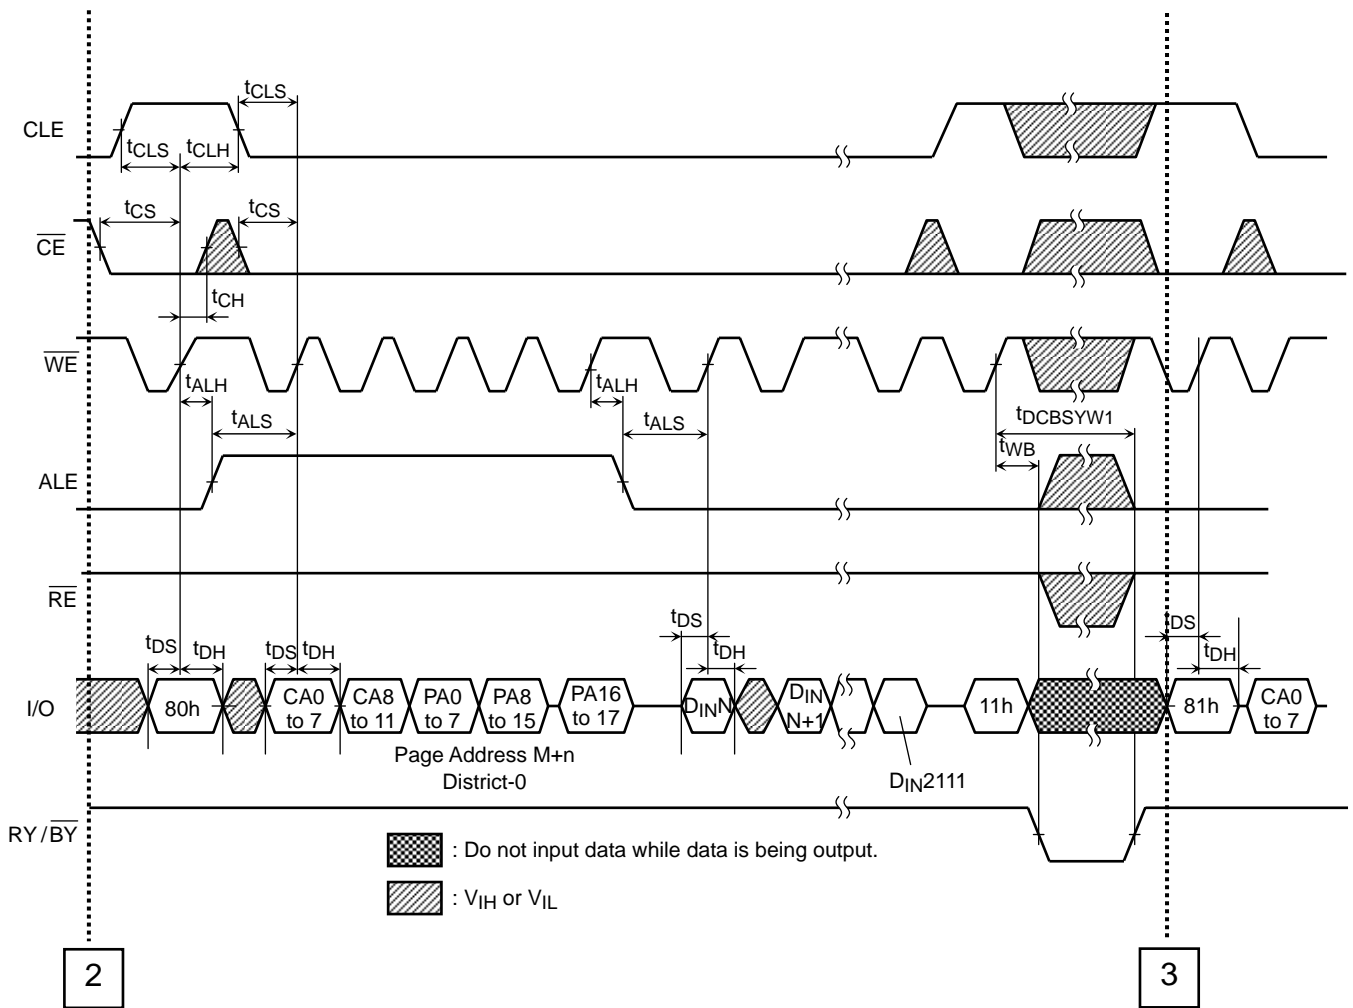 tCLS
CLE
tCLS
tCLH
tCS
tCS
CE
tCH
WE
tALH
tALS
tALH
tALS
tDCBSYW1
tWB
ALE
RE
tDS
tDH
tDS
tDH
tDS
tDH
DS
tDH
I/O
80h
CA0
to 7
CA8
to 11
PA0
to 7
PA8
to 15
PA16
to 17
DINN
DIN
N+1
11h
81h
CA0
to 7
Page Address M+n
District-0
DIN2111
RY/BY
: Do not input data while data is being output.
: VIH or VIL
2
3